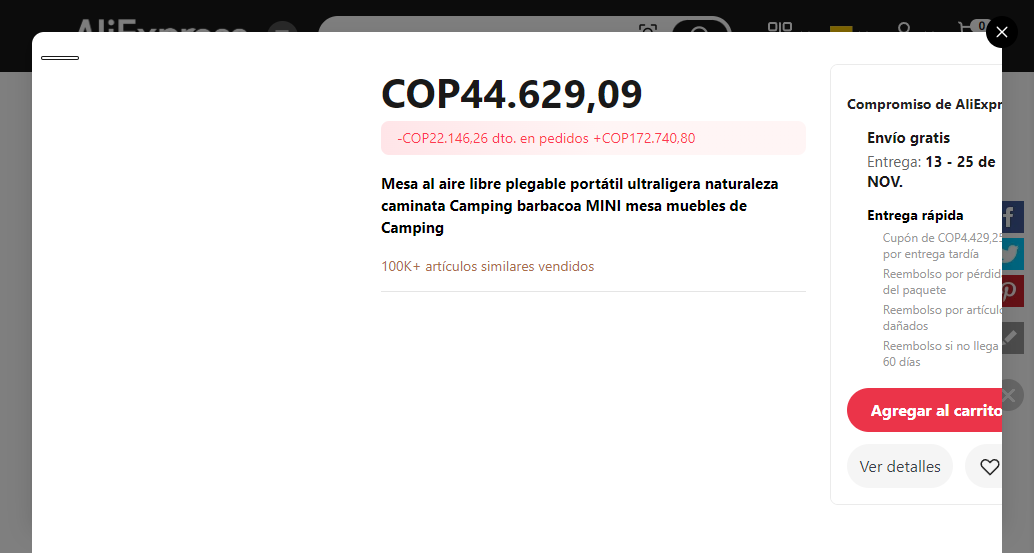 AliExpress
0
COP44.629,09
-COP22.146,26 dto. en pedidos +COP172.740,80
Mesa al aire libre plegable portátil ultraligera naturaleza
caminata Camping barbacoa MINI mesa muebles de
Camping
100K+ artículos similares vendidos
Compromiso de AliExpr
Envío gratis
Entrega: 13 - 25 de
NOV.
Entrega rápida
Cupón de COP4.429,25
por entrega tardía
Reembolso por pérdid
del paquete
Reembolso por artícul
dañados
Reembolso si no llega
60 días
Agregar al carrito
Ver detalles